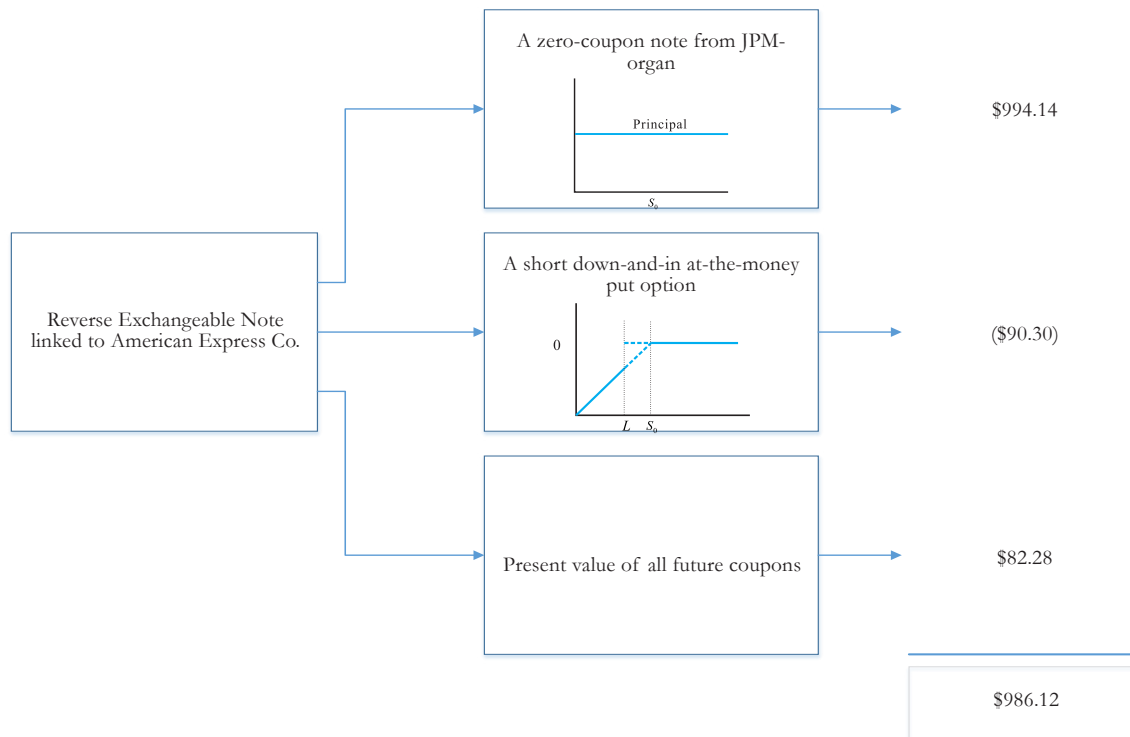 A zero-coupon note from JPM-
organ
Principal
S₀
$994.14
Reverse Exchangeable Note
linked to American Express Co.
A short down-and-in at-the-money
put option
0
L S₀
($90.30)
Present value of all future coupons
$82.28
$986.12